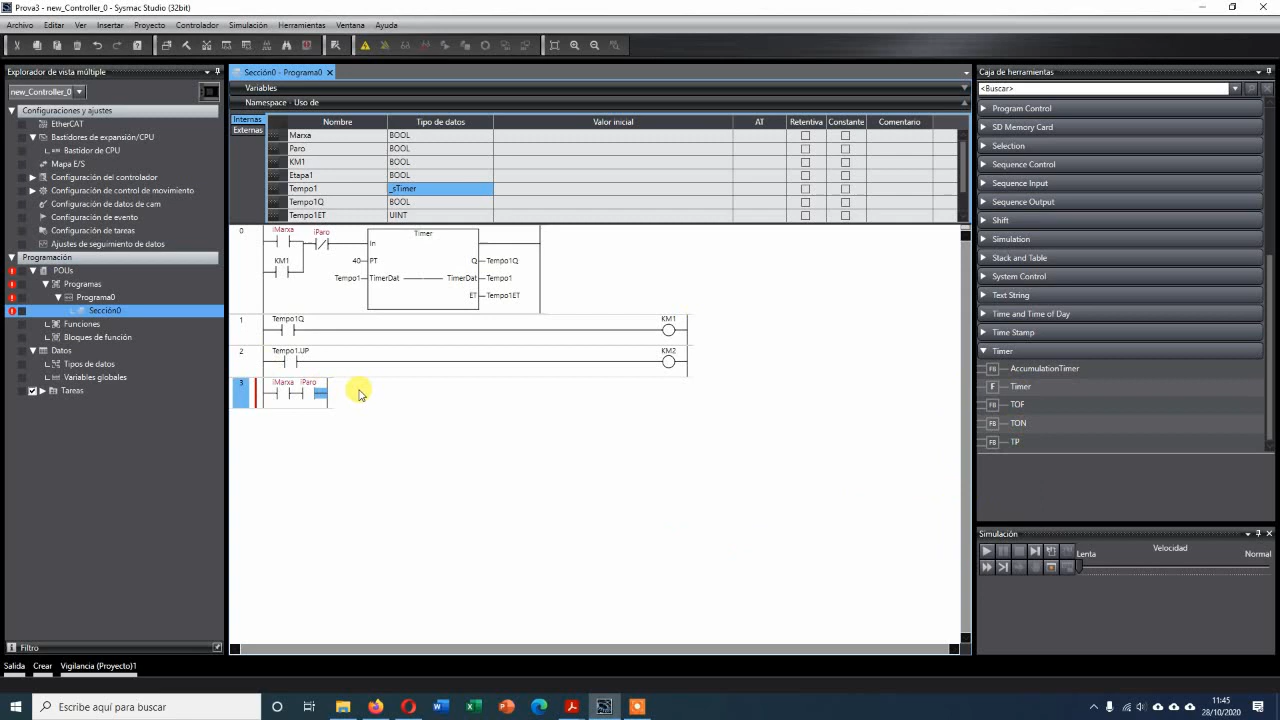 Prova3 - new_Controller_0 - Sysmac Studio (32bit)
Archivo Editar Ver Insertar Proyecto Controlador Simulación Herramientas Ventana Ayuda
Explorador de vista múltiple
new_Controller_0
Configuraciones y ajustes
EtherCAT
Bastidores de expansión/CPU
Bastidor de CPU
Mapa E/S
Configuración del controlador
Configuración de control de movimiento
Configuración de datos de cam
Configuración de evento
Configuración de tareas
Ajustes de seguimiento de datos
Programación
POUs
Programas
Programa0
Sección0
Funciones
Bloques de función
Datos
Tipos de datos
Variables globales
Tareas
Filtro
Sección0 - Programa0
Variables
Namespace - Uso de
Internas
Externas
Nombre Tipo de datos Valor inicial AT Retentiva Constante Comentario
Marxa BOOL
Paro BOOL
KM1 BOOL
Etapa1 BOOL
Tempo1 _sTimer
Tempo1Q BOOL
Tempo1ET UINT
0
iMarxa iParo Timer
In
KM1 40 PT Q Tempo1Q
Tempo1 TimerDat TimerDat Tempo1
ET Tempo1ET
1 Tempo1Q KM1
2 Tempo1.UP KM2
3 iMarxa iParo
Caja de herramientas
<Buscar>
Program Control
SD Memory Card
Selection
Sequence Control
Sequence Input
Sequence Output
Shift
Simulation
Stack and Table
System Control
Text String
Time and Time of Day
Time Stamp
Timer
FB AccumulationTimer
F Timer
FB TOF
FB TON
FB TP
Simulación
Velocidad
Lenta Normal
Salida Crear Vigilancia (Proyecto)1
Escribe aquí para buscar
11:45
28/10/2020